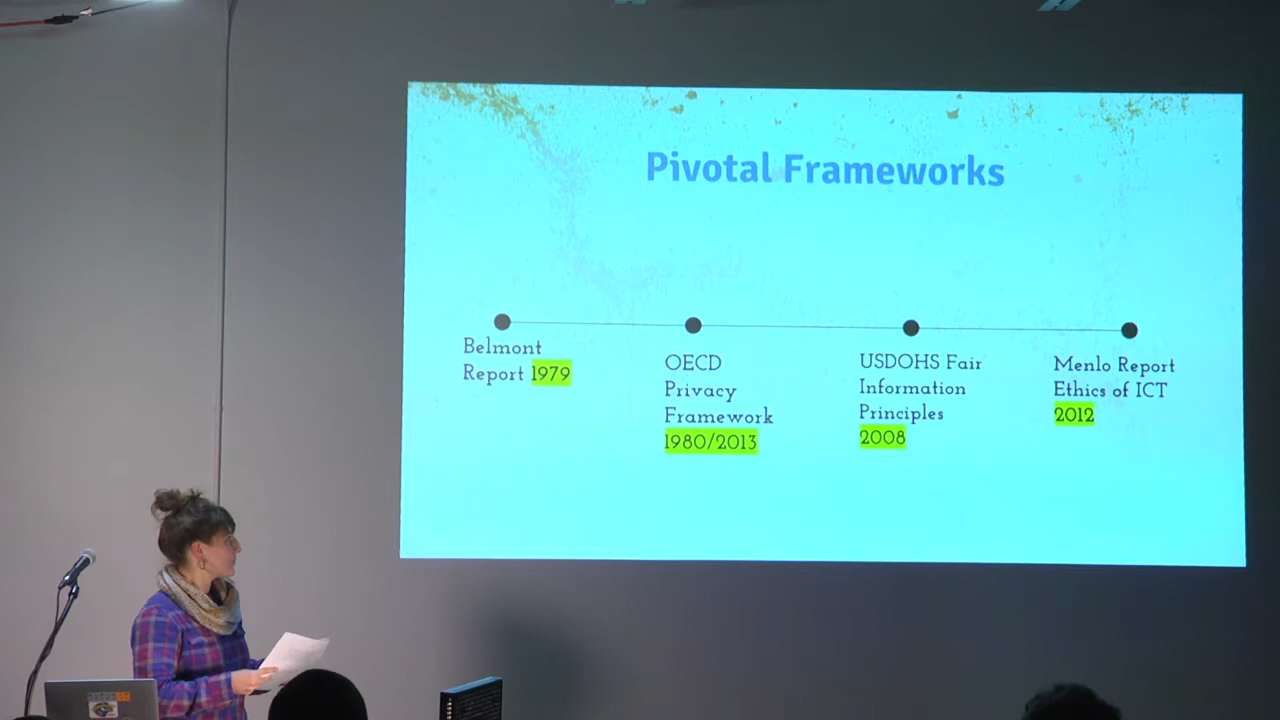 Pivotal Frameworks
Belmont
Report 1979
OECD
Privacy
Framework
1980/2013
USDOHS Fair
Information
Principles
2008
Menlo Report
Ethics of ICT
2012